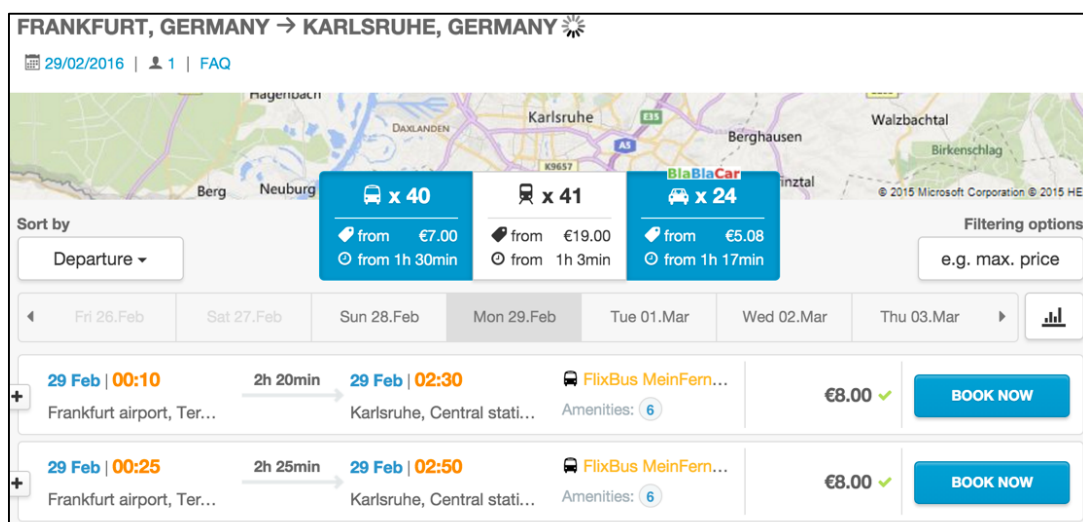 FRANKFURT, GERMANY → KARLSRUHE, GERMANY
29/02/2016 | 1 | FAQ
Hagenbach
DAXLANDEN
Karlsruhe
E35
A5
K9657
Berghausen
Walzbachtal
Birkenschlag
Berg
Neuburg
© 2015 Microsoft Corporation © 2015 HE
BlaBlaCar
x 40
from €7.00
from 1h 30min
x 41
from €19.00
from 1h 3min
x 24
from €5.08
from 1h 17min
Sort by
Departure
Filtering options
e.g. max. price
Fri 26.Feb Sat 27.Feb Sun 28.Feb Mon 29.Feb Tue 01.Mar Wed 02.Mar Thu 03.Mar
29 Feb | 00:10 2h 20min 29 Feb | 02:30 FlixBus MeinFern...
Frankfurt airport, Ter... Karlsruhe, Central stati... Amenities: 6
€8.00 BOOK NOW
29 Feb | 00:25 2h 25min 29 Feb | 02:50 FlixBus MeinFern...
Frankfurt airport, Ter... Karlsruhe, Central stati... Amenities: 6
€8.00 BOOK NOW